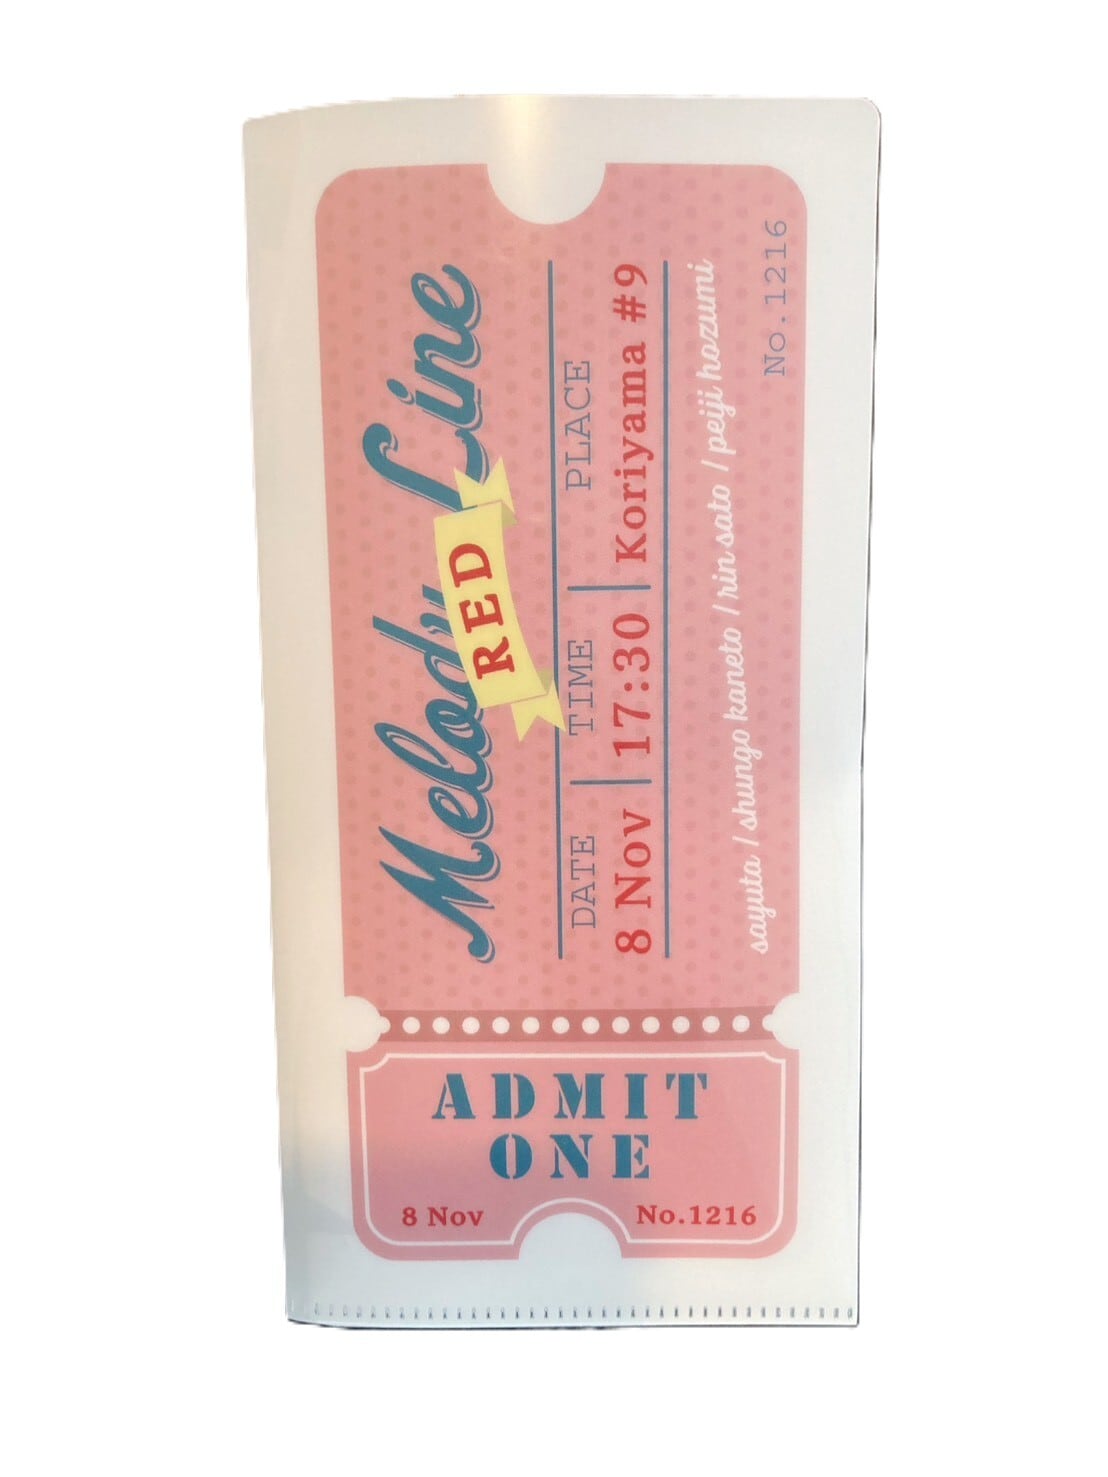 Melody Line
RED
DATE TIME PLACE
8 Nov 17:30 Koriyama #9
sayuta / shungo kaneto / rin sato / peiji hozumi
No.1216
ADMIT
ONE
8 Nov No.1216